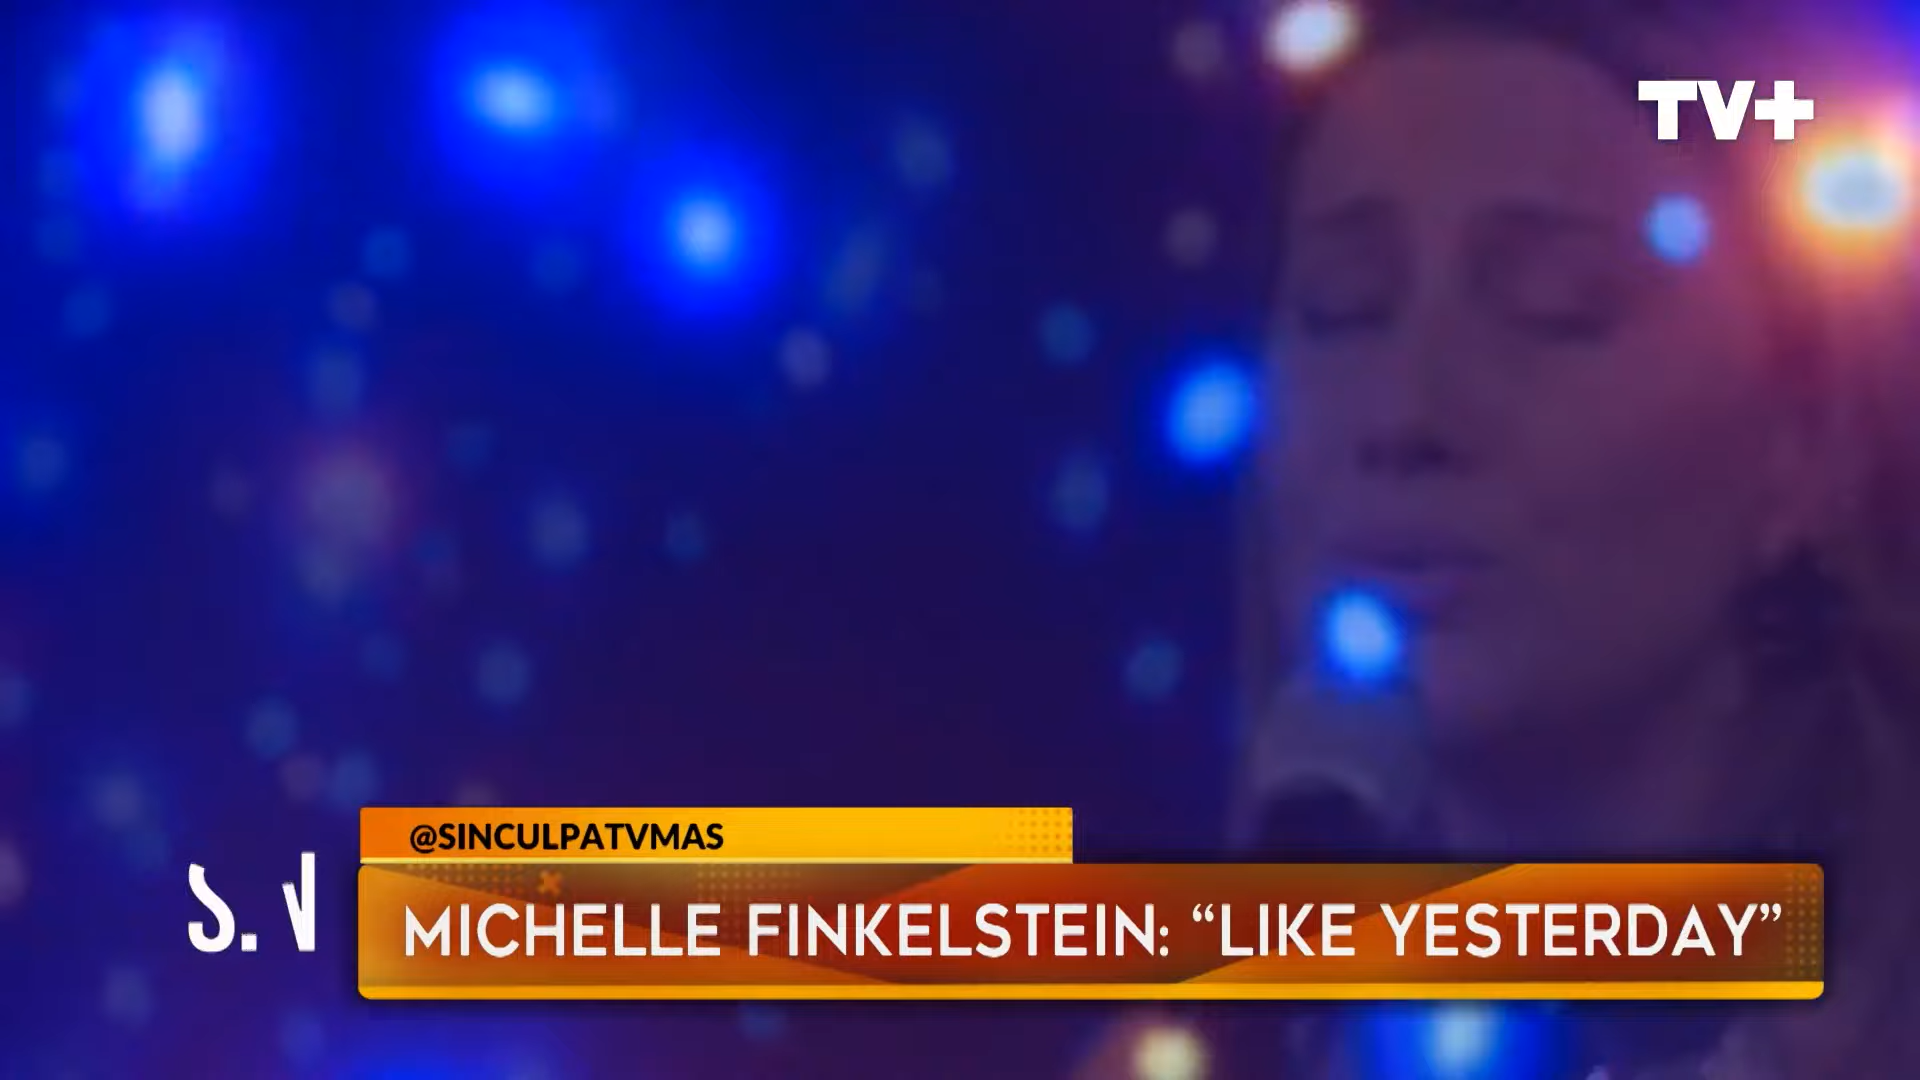 TV+
@SINCULPATVMAS
S.
MICHELLE FINKELSTEIN: “LIKE YESTERDAY”